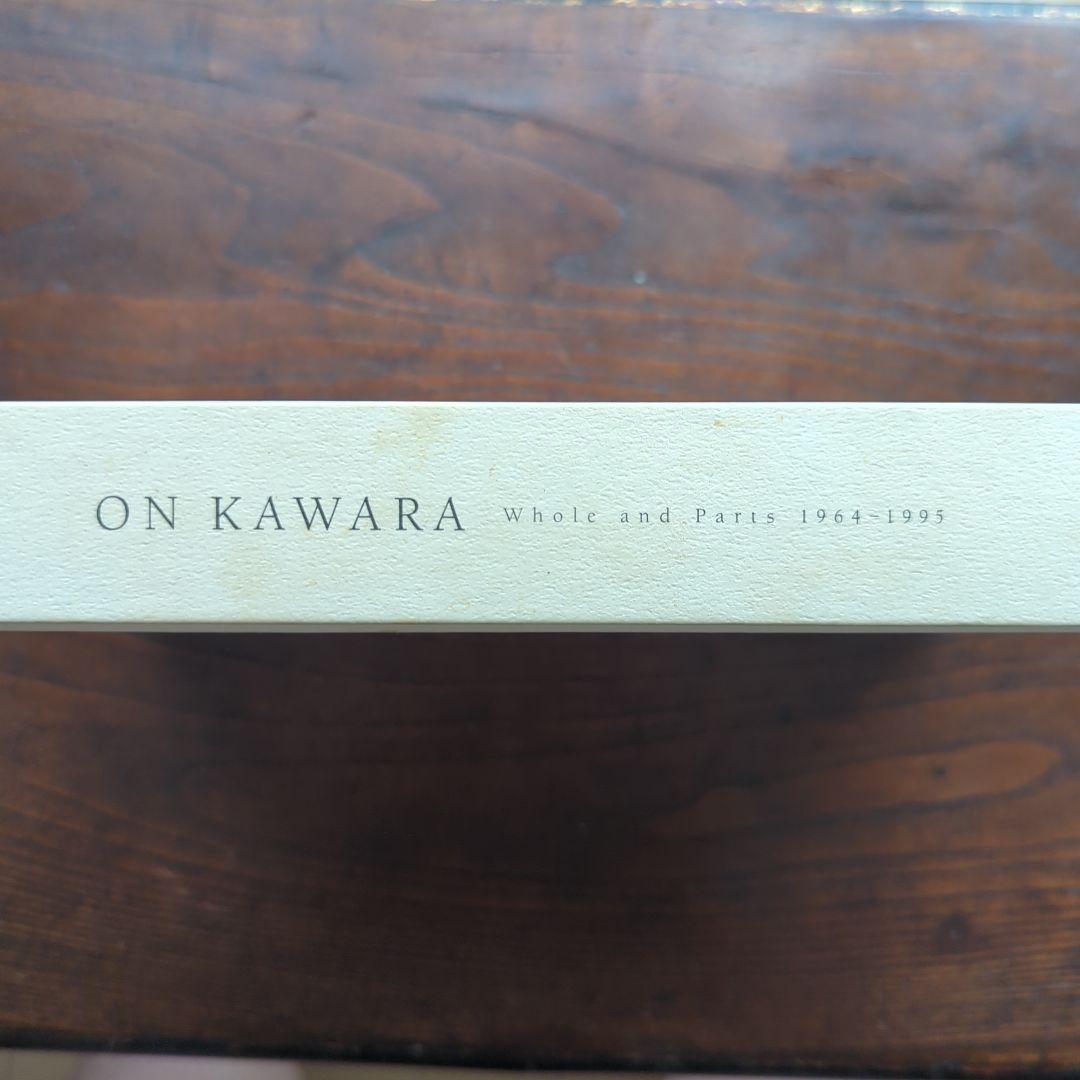 ON KAWARA Whole and Parts 1964–1995